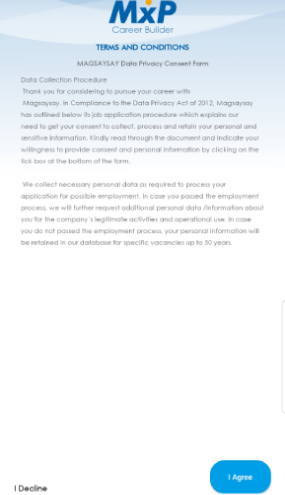 MxP
Career Builder
TERMS AND CONDITIONS
MAGSAYSAY Data Privacy Consent Form
Data Collection Procedure
Thank you for considering to pursue your career with
Magsaysay. In Compliance to the Data Privacy Act of 2012, Magsaysay
has outlined below its job application procedure which explains our
need to get your consent to collect, process and retain your personal and
sensitive information. Kindly read through the document and indicate your
willingness to provide consent and personal information by clicking on the
tick box at the bottom of the form.
We collect necessary personal data as required to process your
application for possible employment. In case you passed the employment
process, we will further request additional personal data /information about
you for the company's legitimate activities and operational use. In case
you do not passed the employment process, your personal information will
be retained in our database for specific vacancies up to 50 years.
I Agree
I Decline